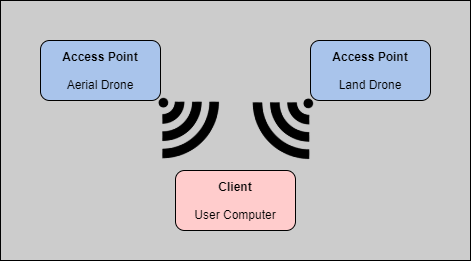 Access Point
Aerial Drone
Access Point
Land Drone
Client
User Computer